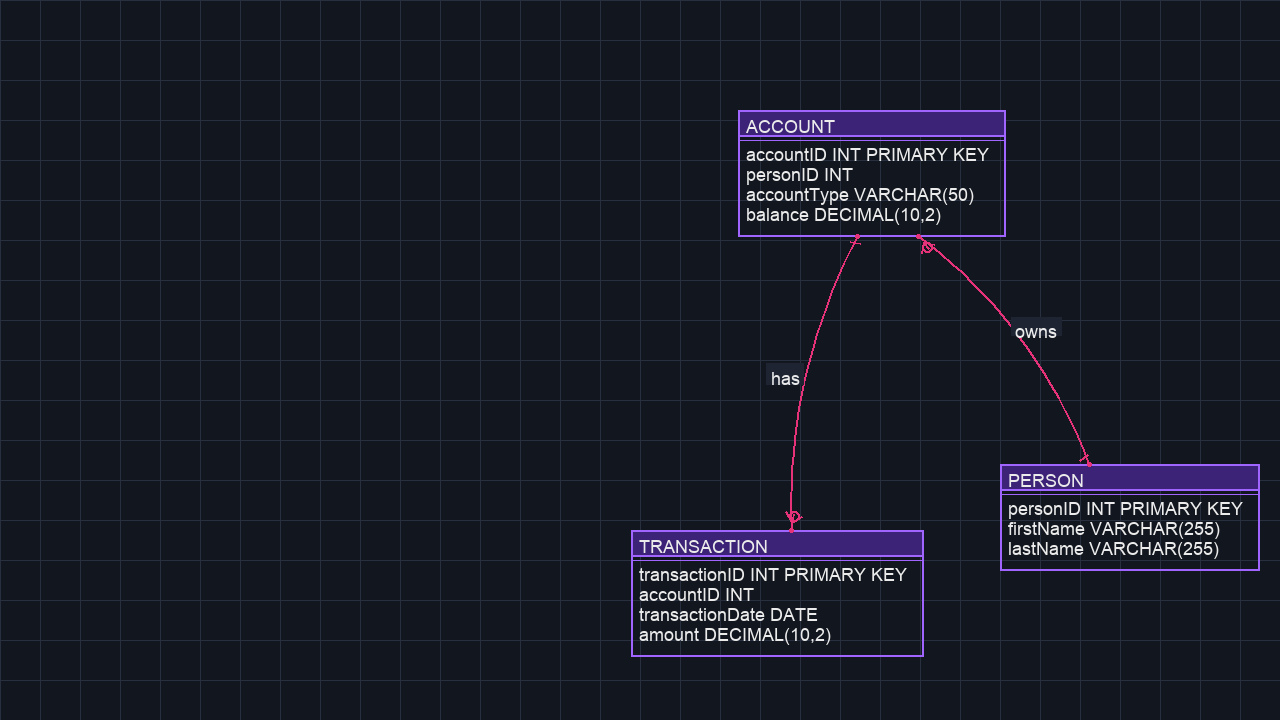 ACCOUNT
accountID INT PRIMARY KEY
personID INT
accountType VARCHAR(50)
balance DECIMAL(10,2)
owns
has
PERSON
personID INT PRIMARY KEY
firstName VARCHAR(255)
lastName VARCHAR(255)
TRANSACTION
transactionID INT PRIMARY KEY
accountID INT
transactionDate DATE
amount DECIMAL(10,2)